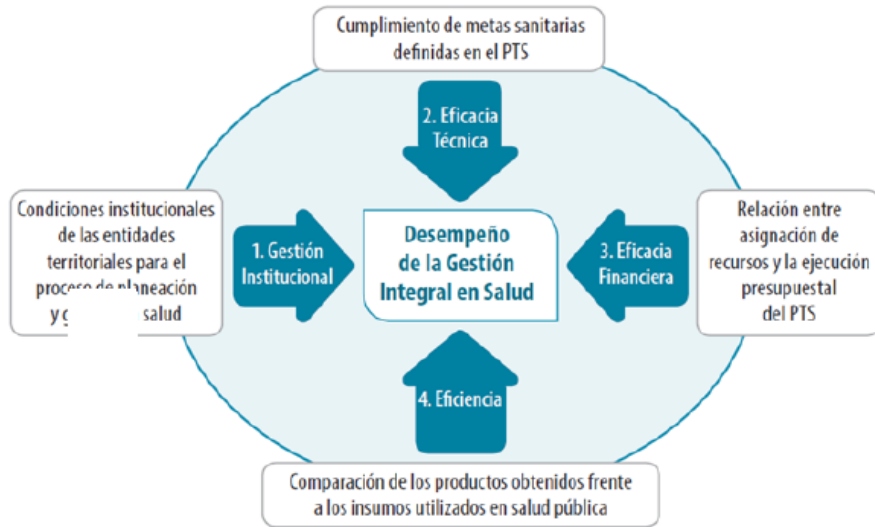 Cumplimiento de metas sanitarias
definidas en el PTS
2. Eficacia
Técnica
Condiciones institucionales
de las entidades
territoriales para el
proceso de planeación
y salud
1. Gestión
Institucional
Desempeño
de la Gestión
Integral en Salud
3. Eficacia
Financiera
Relación entre
asignación de
recursos y la ejecución
presupuestal
del PTS
4. Eficiencia
Comparación de los productos obtenidos frente
a los insumos utilizados en salud pública